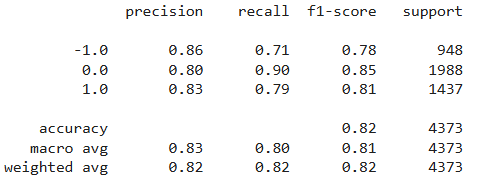 precision recall f1-score support
-1.0 0.86 0.71 0.78 948
0.0 0.80 0.90 0.85 1988
1.0 0.83 0.79 0.81 1437
accuracy 0.82 4373
macro avg 0.83 0.80 0.81 4373
weighted avg 0.82 0.82 0.82 4373